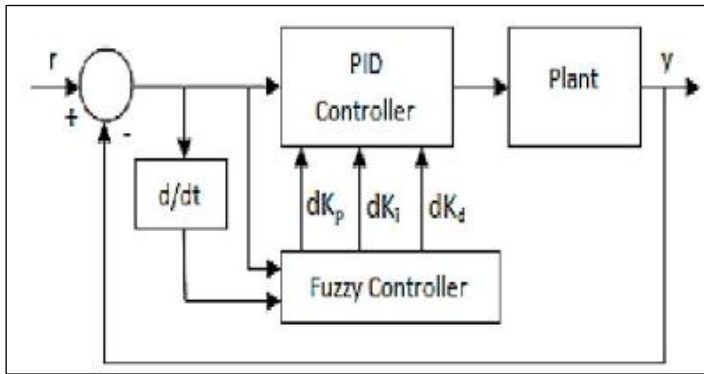 r
+
-
PID
Controller
Plant
y
d/dt
dKp
dKi
dKd
Fuzzy Controller